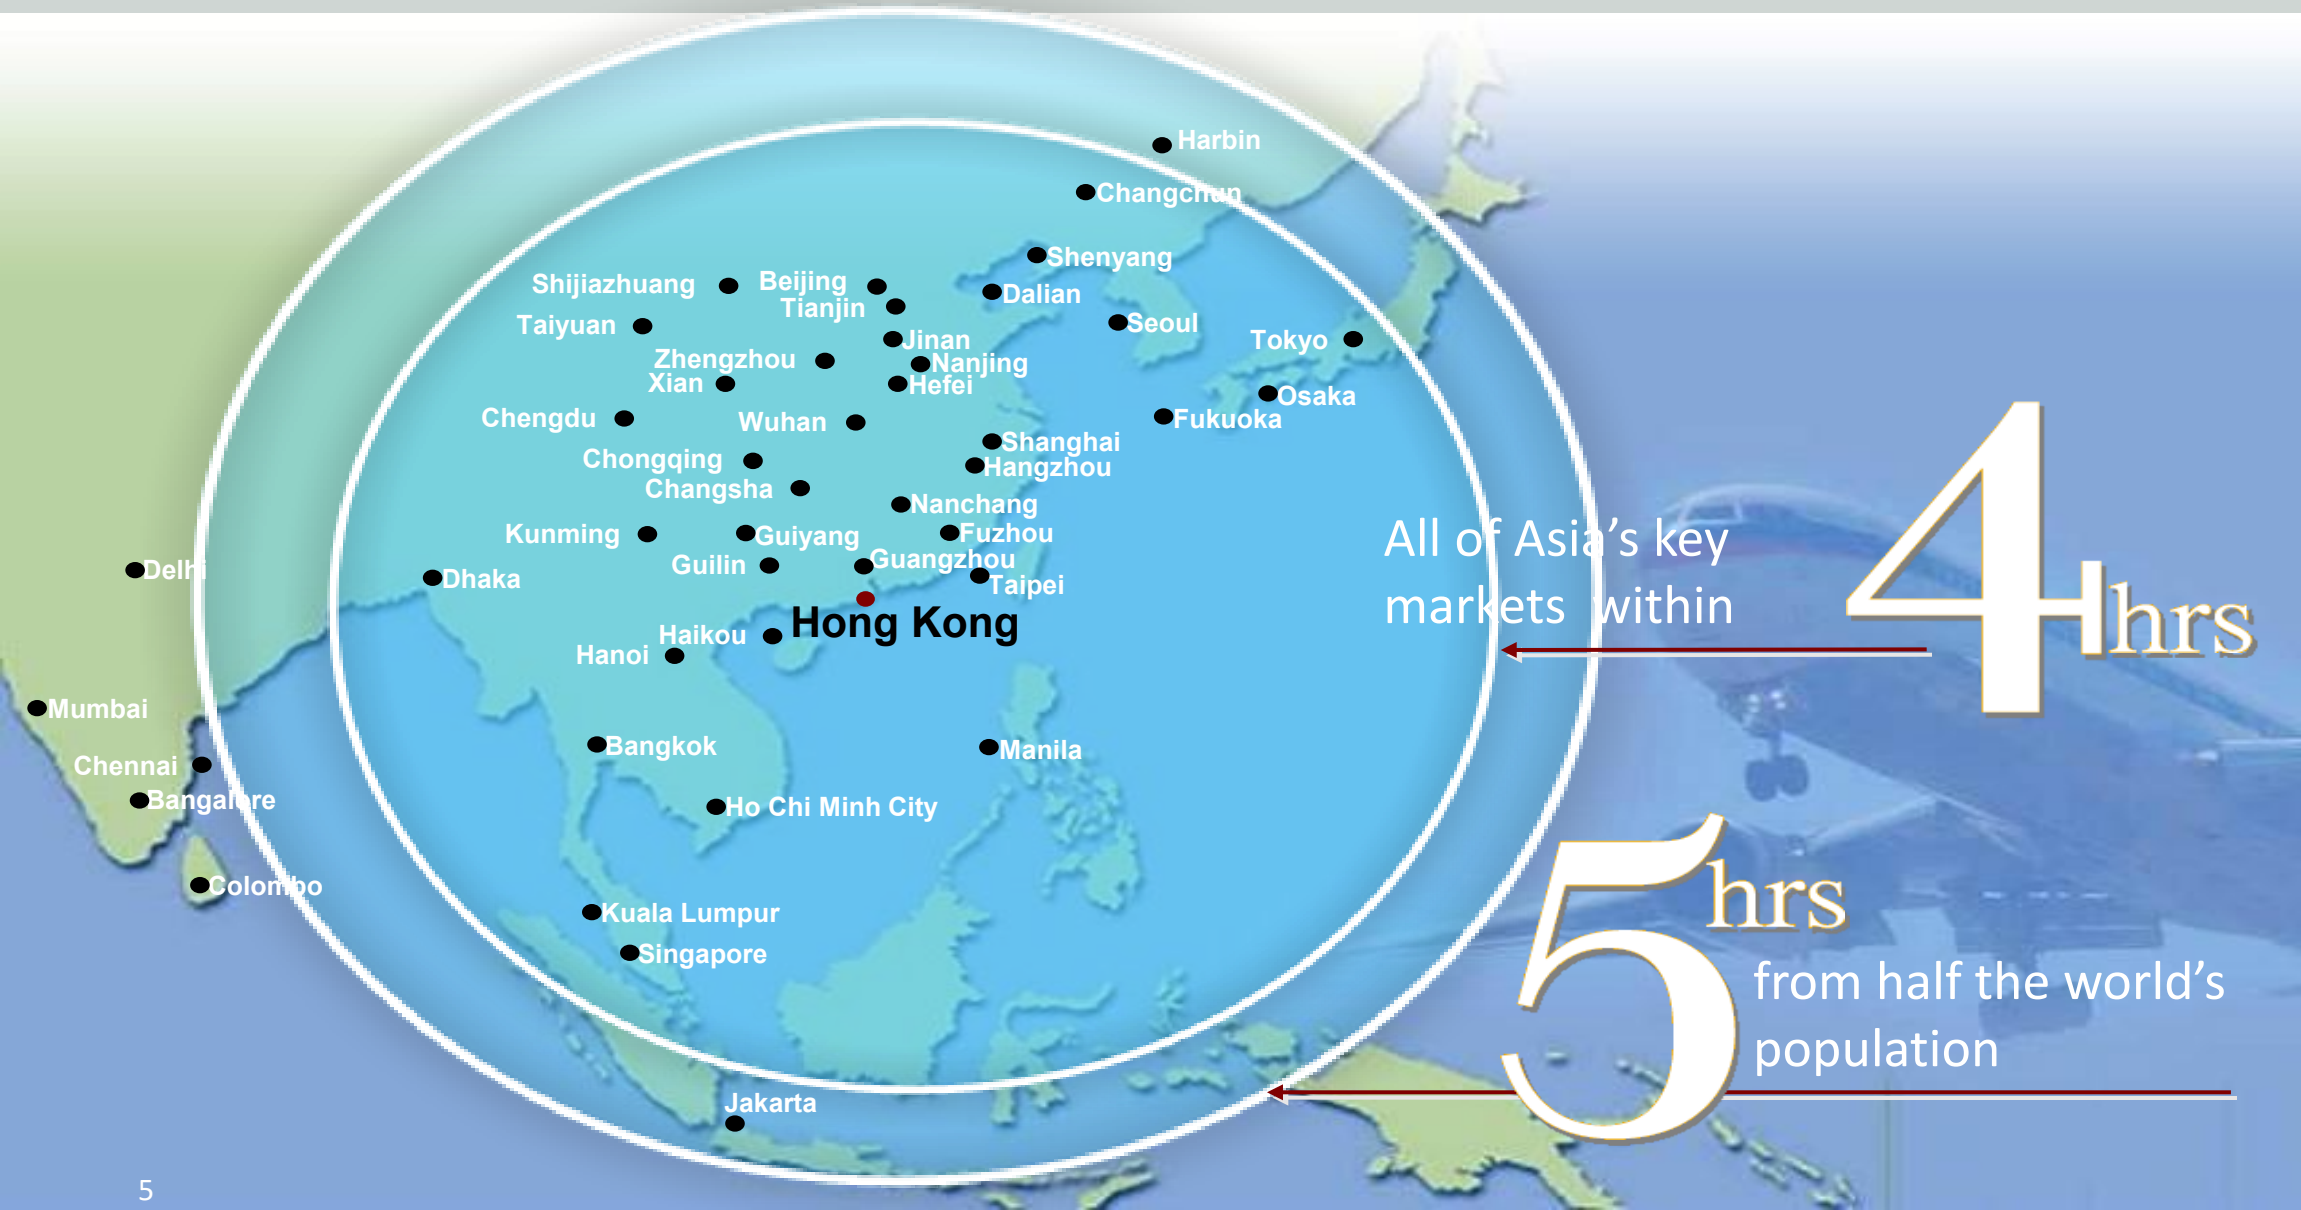 Harbin
Changchun
Shenyang
Shijiazhuang
Beijing
Tianjin
Dalian
Taiyuan
Seoul
Jinan
Tokyo
Zhengzhou
Nanjing
Xian
Hefei
Osaka
Chengdu
Wuhan
Fukuoka
Shanghai
Chongqing
Hangzhou
Changsha
Nanchang
Kunming
Guiyang
Fuzhou
Guilin
Guangzhou
Delhi
Dhaka
Taipei
Hong Kong
Haikou
Hanoi
Mumbai
Bangkok
Manila
Chennai
Bangalore
Ho Chi Minh City
Colombo
Kuala Lumpur
Singapore
Jakarta
All of Asia's key
markets within
4hrs
5hrs
from half the world's
population
5